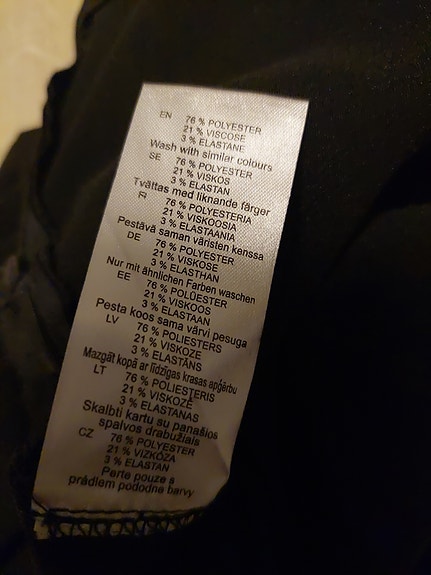 EN 76 % POLYESTER
21 % VISCOSE
3 % ELASTANE
Wash with similar colours
SE 76 % POLYESTER
21 % VISKOS
3 % ELASTAN
Tvättas med liknande färger
FI 76 % POLYESTERIA
21 % VISKOOSIA
3 % ELASTAANIA
Pestävä saman väristen kenssa
DE 76 % POLYESTER
21 % VISKOSE
3 % ELASTHAN
Nur mit ähnlichen Farben waschen
EE 76 % POLÜESTER
21 % VISKOOS
3 % ELASTAAN
Pesta koos sama värvi pesuga
LV 76 % POLIESTERS
21 % VISKOZE
3 % ELASTĀNS
Mazgāt kopā ar līdzīgas krasas apģērbu
LT 76 % POLIESTERIS
21 % VISKOZĖ
3 % ELASTANAS
Skalbti kartu su panašios
spalvos drabužiais
CZ 76 % POLYESTER
21 % VIZKÓZA
3 % ELASTAN
Perte pouze s
prádlem podobne barvy